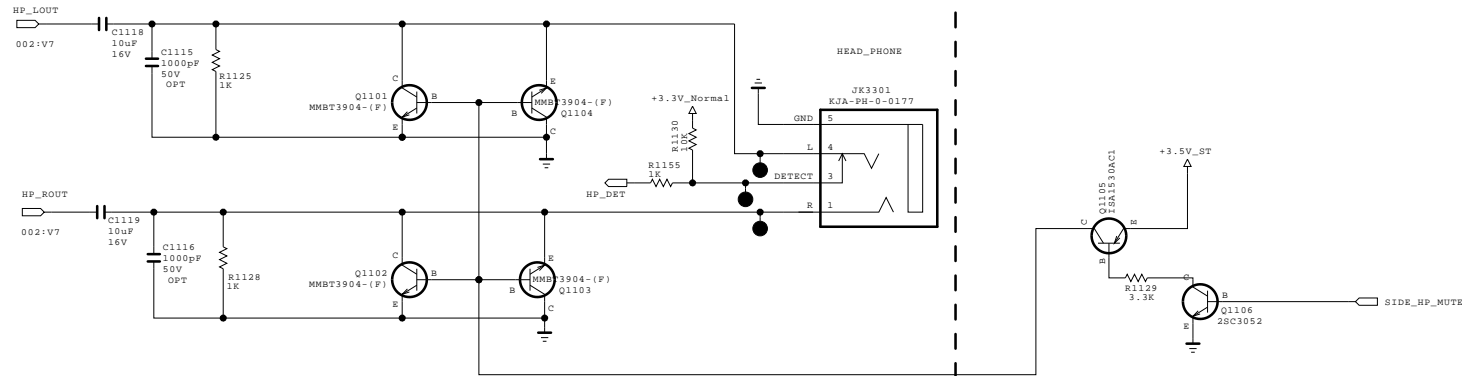 HP_LOUT
002:V7
C1118
10uF
16V
C1115
1000pF
50V
OPT
R1125
1K
C
Q1101
MMBT3904-(F)
B
E
E
MMBT3904-(F)
B
Q1104
C
HEAD_PHONE
JK3301
KJA-PH-0-0177
+3.3V_Normal
R1130
10K
GND
5
L
4
R1155
1K
DETECT
3
HP_DET
R
1
HP_ROUT
002:V7
C1119
10uF
16V
C1116
1000pF
50V
OPT
R1128
1K
C
Q1102
MMBT3904-(F)
B
E
E
MMBT3904-(F)
B
Q1103
C
Q1105
ISA1530AC1
+3.5V_ST
C
E
B
R1129
3.3K
C
B
Q1106
2SC3052
E
SIDE_HP_MUTE